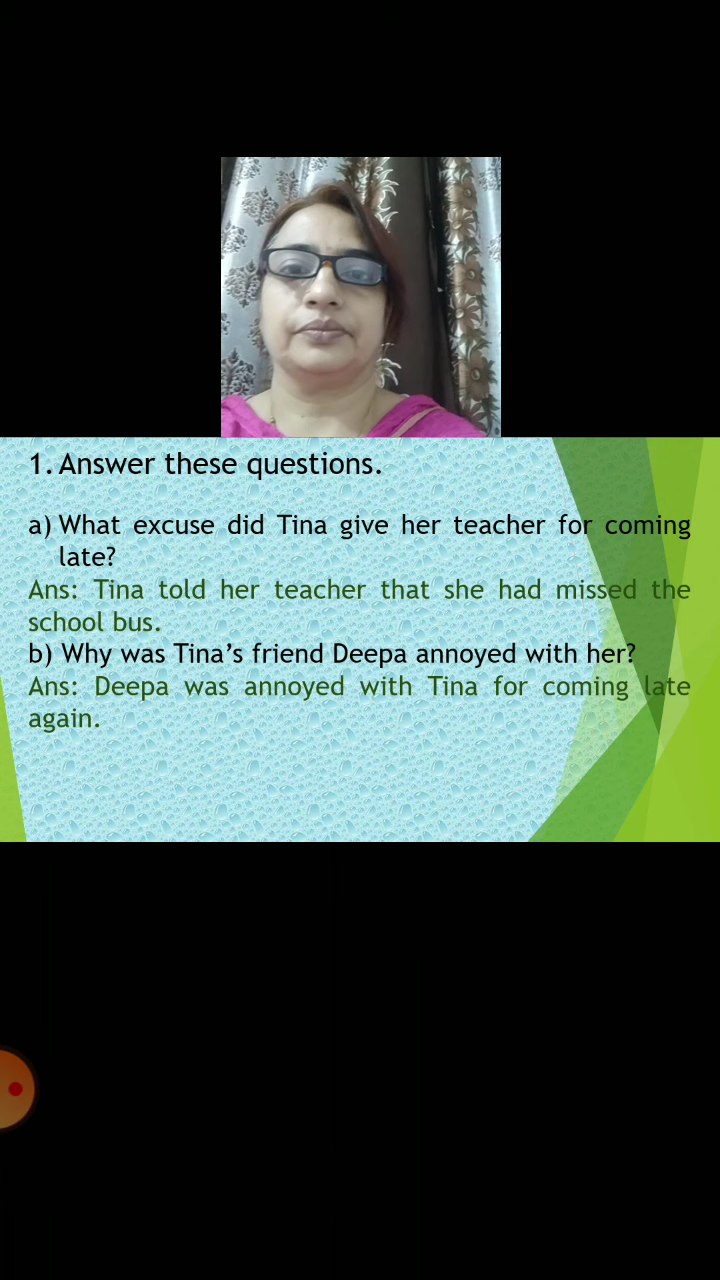 1. Answer these questions.
a) What excuse did Tina give her teacher for coming
late?
Ans: Tina told her teacher that she had missed the
school bus.
b) Why was Tina’s friend Deepa annoyed with her?
Ans: Deepa was annoyed with Tina for coming late
again.